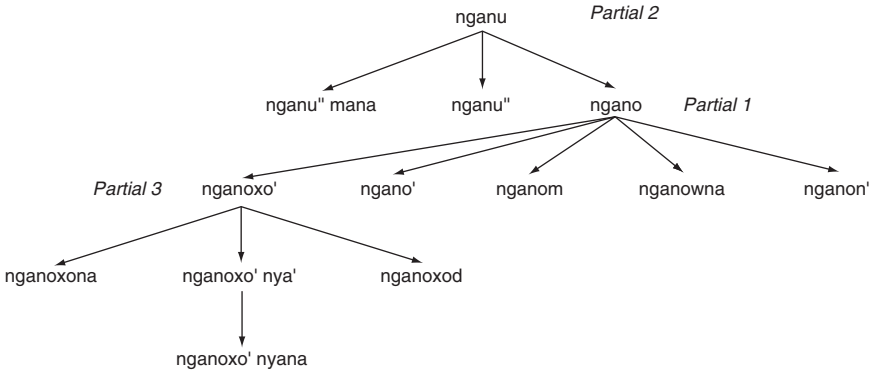 nganu Partial 2
nganu" mana nganu" ngano Partial 1
Partial 3 nganoxo' ngano' nganom nganowna nganon'
nganoxona nganoxo' nya' nganoxod
nganoxo' nyana